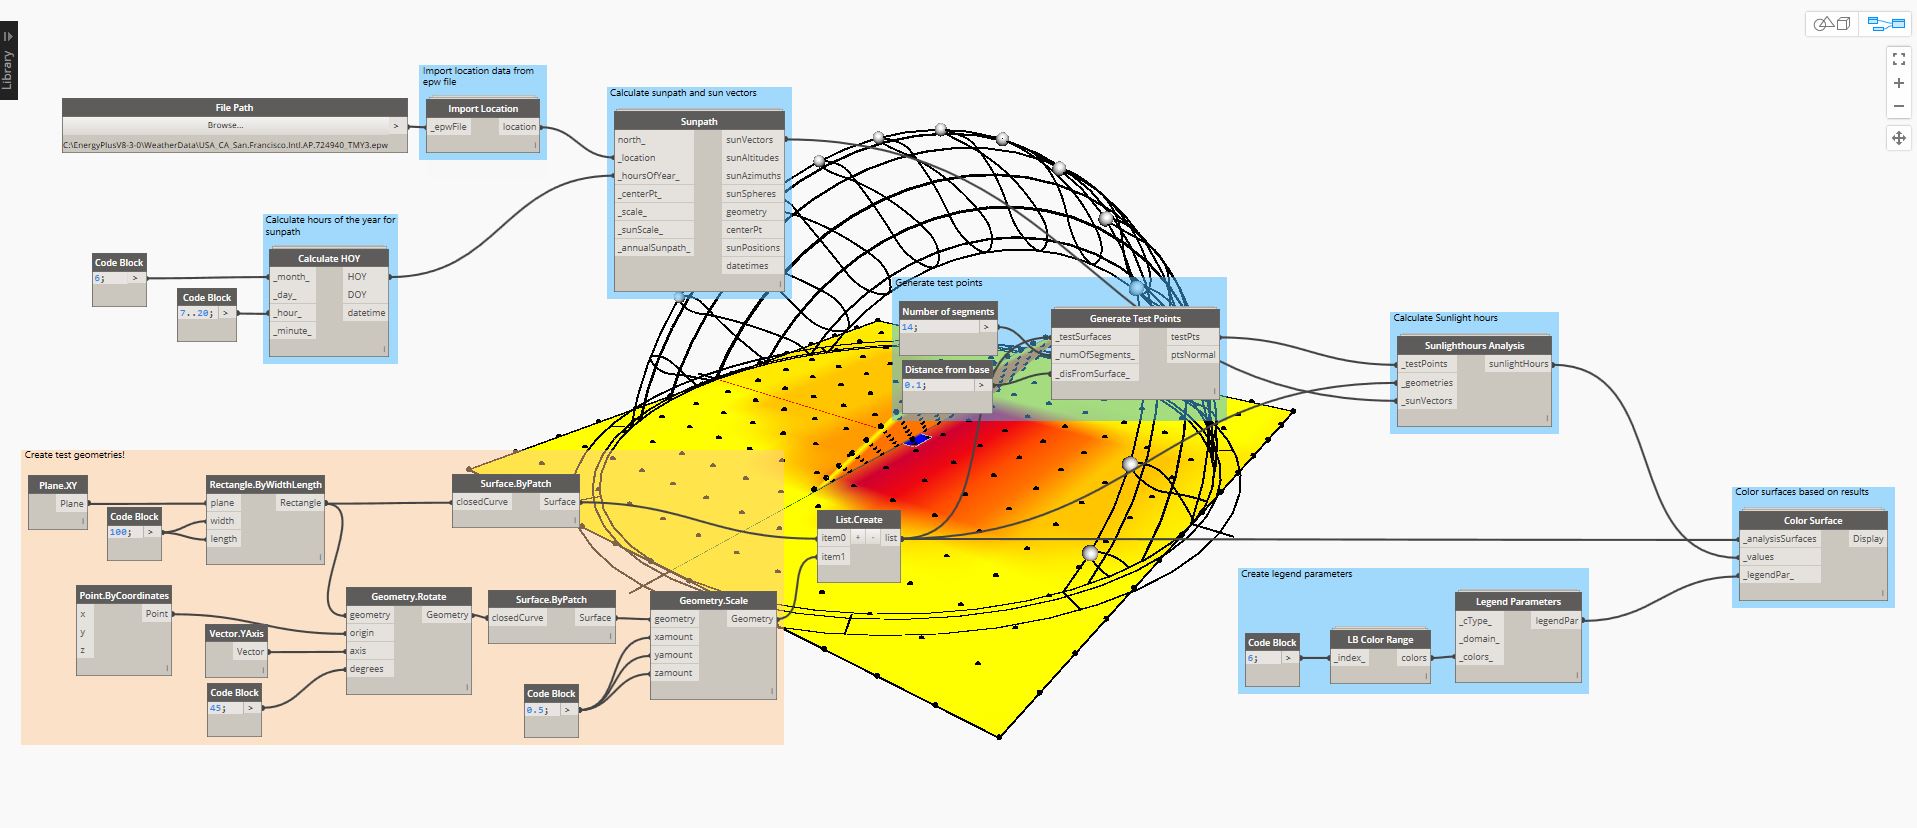 Library
Import location data from
epw file
File Path
Browse...
>
C:\EnergyPlusV8-3-0\WeatherData\USA_CA_San.Francisco.Intl.AP.724940_TMY3.epw
Import Location
_epwFile
location
Calculate sunpath and sun vectors
Sunpath
north_
_location
_hoursOfYear_
_centerPt_
_scale_
_sunScale_
_annualSunpath_
sunVectors
sunAltitudes
sunAzimuths
sunSpheres
geometry
centerPt
sunPositions
datetimes
Calculate hours of the year for
sunpath
Code Block
6; >
Code Block
7..20; >
Calculate HOY
_month_
_day_
_hour_
_minute_
HOY
DOY
datetime
Generate test points
Number of segments
14; >
Distance from base
0.1; >
Generate Test Points
_testSurfaces
_numOfSegments_
_disFromSurface_
testPts
ptsNormal
Calculate Sunlight hours
Sunlighthours Analysis
_testPoints
_geometries
_sunVectors
sunlightHours
Create test geometries!
Plane.XY
Plane
Code Block
100; >
Rectangle.ByWidthLength
plane
width
length
Rectangle
Surface.ByPatch
closedCurve
Surface
List.Create
item0 + - list
item1
Point.ByCoordinates
x
y
z
Point
Vector.YAxis
Vector
Code Block
45; >
Geometry.Rotate
geometry
origin
axis
degrees
Geometry
Surface.ByPatch
closedCurve
Surface
Code Block
0.5; >
Geometry.Scale
geometry
xamount
yamount
zamount
Geometry
Color surfaces based on results
Color Surface
_analysisSurfaces
_values
_legendPar_
Display
Create legend parameters
Code Block
6; >
LB Color Range
_index_
colors
Legend Parameters
_cType_
_domain_
_colors_
legendPar